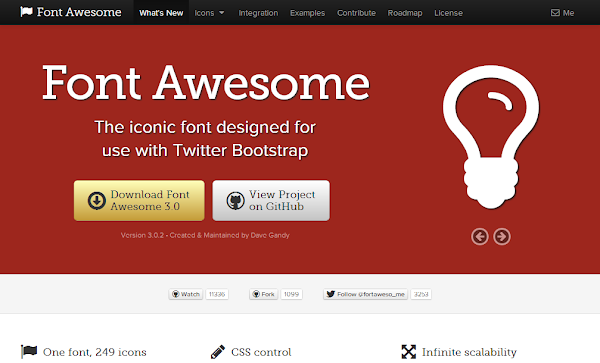 Font Awesome What's New Icons Integration Examples Contribute Roadmap License Me
Font Awesome
The iconic font designed for
use with Twitter Bootstrap
Download Font
Awesome 3.0
View Project
on GitHub
Version 3.0.2 - Created & Maintained by Dave Gandy
Watch 11336 Fork 1099 Follow @fortaweso_me 3253
One font, 249 icons CSS control Infinite scalability